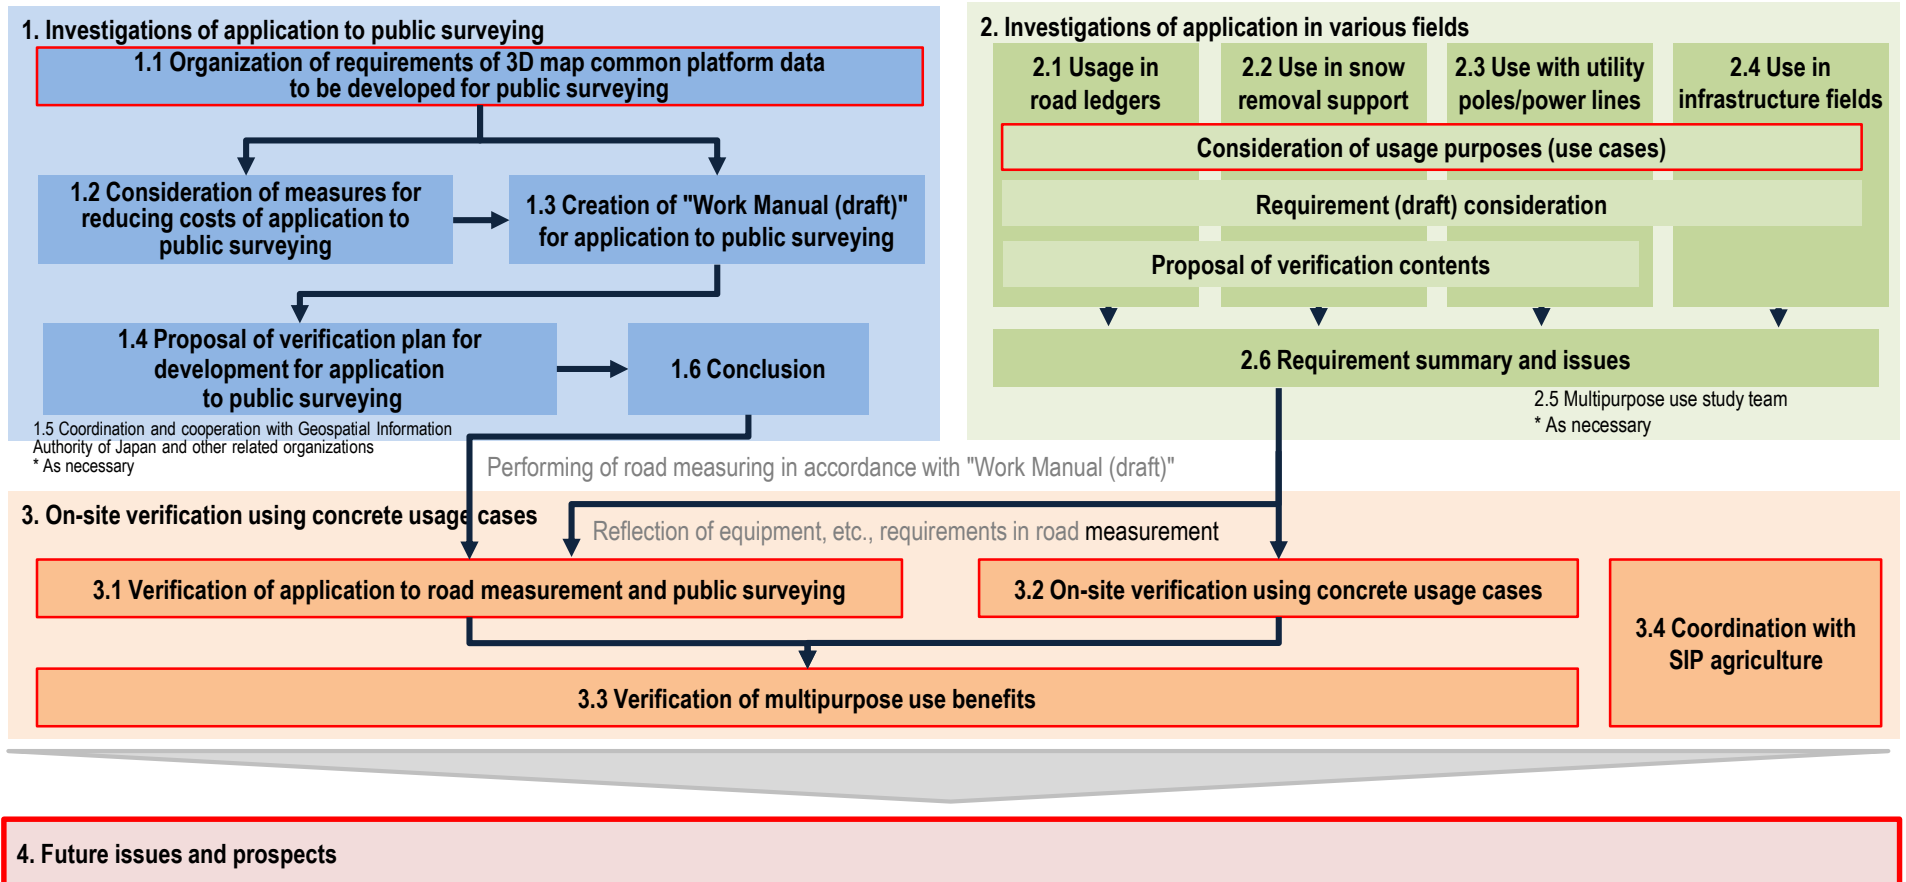 1. Investigations of application to public surveying
1.1 Organization of requirements of 3D map common platform data
to be developed for public surveying
1.2 Consideration of measures for
reducing costs of application to
public surveying
1.3 Creation of "Work Manual (draft)"
for application to public surveying
1.4 Proposal of verification plan for
development for application
to public surveying
1.6 Conclusion
1.5 Coordination and cooperation with Geospatial Information
Authority of Japan and other related organizations
* As necessary
2. Investigations of application in various fields
2.1 Usage in
road ledgers
2.2 Use in snow
removal support
2.3 Use with utility
poles/power lines
2.4 Use in
infrastructure fields
Consideration of usage purposes (use cases)
Requirement (draft) consideration
Proposal of verification contents
2.6 Requirement summary and issues
2.5 Multipurpose use study team
* As necessary
Performing of road measuring in accordance with "Work Manual (draft)"
3. On-site verification using concrete usage cases
Reflection of equipment, etc., requirements in road measurement
3.1 Verification of application to road measurement and public surveying
3.2 On-site verification using concrete usage cases
3.3 Verification of multipurpose use benefits
3.4 Coordination with
SIP agriculture
4. Future issues and prospects